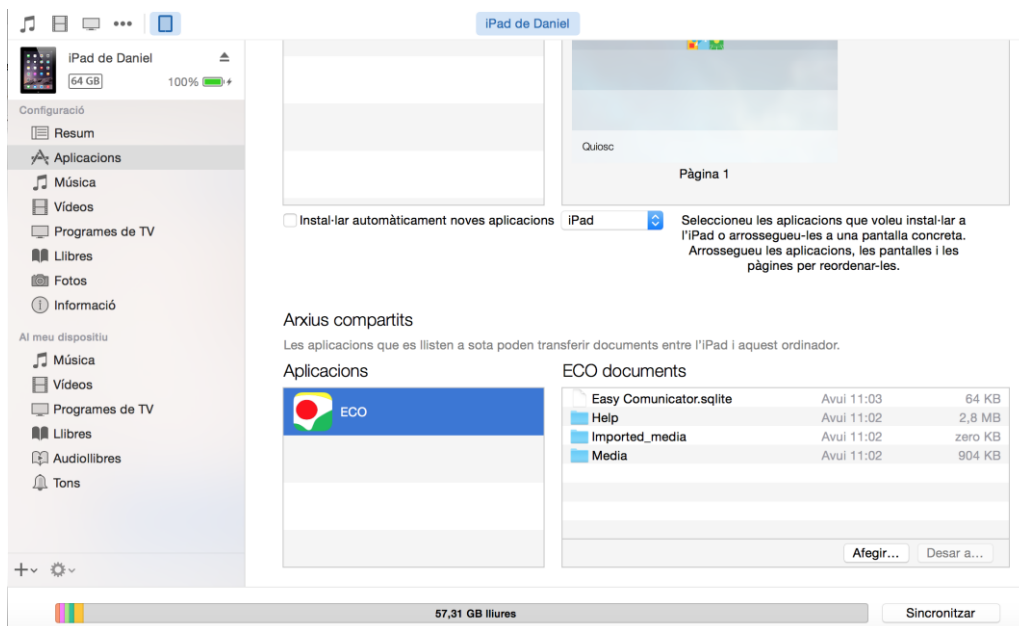 iPad de Daniel
iPad de Daniel
64 GB
100%
Configuració
Resum
Aplicacions
Música
Vídeos
Programes de TV
Llibres
Fotos
Informació
Al meu dispositiu
Música
Vídeos
Programes de TV
Llibres
Audiollibres
Tons
Quiosc
Pàgina 1
Instal·lar automàticament noves aplicacions
iPad
Seleccioneu les aplicacions que voleu instal·lar a
l'iPad o arrossegueu-les a una pantalla concreta.
Arrossegueu les aplicacions, les pantalles i les
pàgines per reordenar-les.
Arxius compartits
Les aplicacions que es llisten a sota poden transferir documents entre l'iPad i aquest ordinador.
Aplicacions
ECO
ECO documents
Easy Comunicator.sqlite Avui 11:03 64 KB
Help Avui 11:02 2,8 MB
Imported_media Avui 11:02 zero KB
Media Avui 11:02 904 KB
Afegir... Desar a...
57,31 GB lliures
Sincronitzar